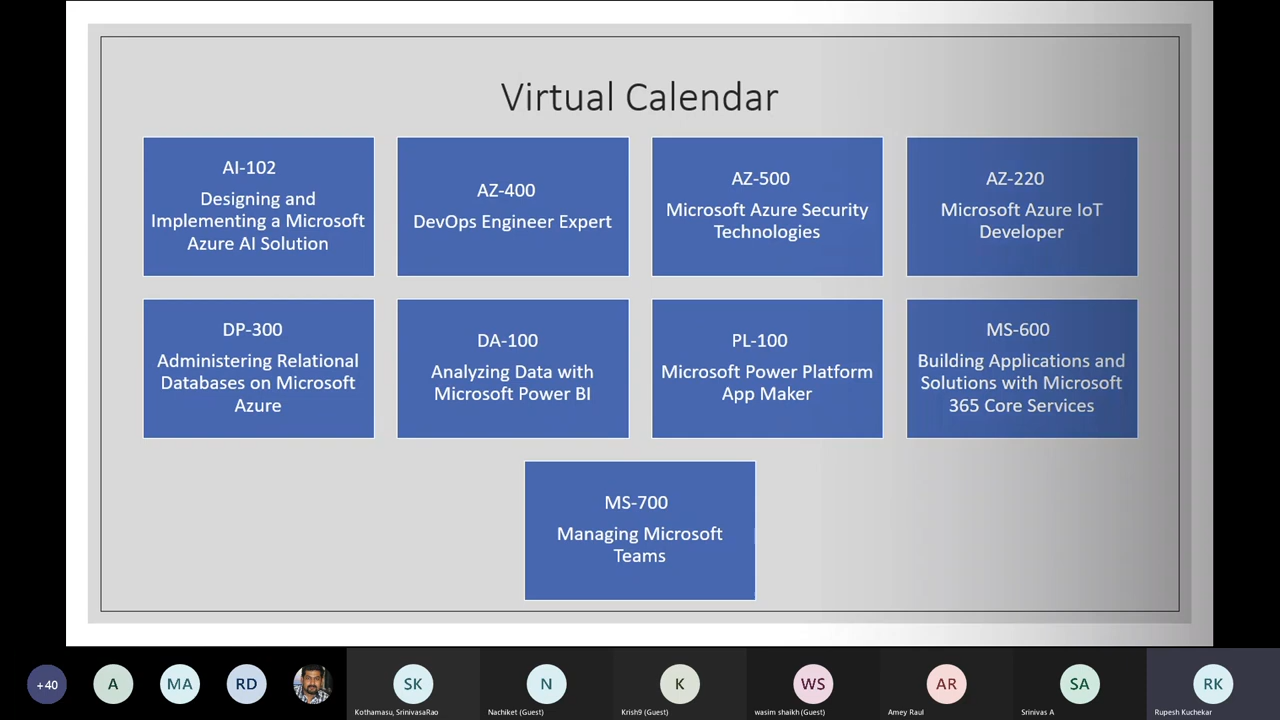 Virtual Calendar
AI-102
Designing and
Implementing a Microsoft
Azure AI Solution
AZ-400
DevOps Engineer Expert
AZ-500
Microsoft Azure Security
Technologies
AZ-220
Microsoft Azure IoT
Developer
DP-300
Administering Relational
Databases on Microsoft
Azure
DA-100
Analyzing Data with
Microsoft Power BI
PL-100
Microsoft Power Platform
App Maker
MS-600
Building Applications and
Solutions with Microsoft
365 Core Services
MS-700
Managing Microsoft
Teams
+40
A
MA
RD
SK
Kothamasu, SrinivasaRao
N
Nachiket (Guest)
K
Krish9 (Guest)
WS
wasim shaikh (Guest)
AR
Amey Raul
SA
Srinivas A
RK
Rupesh Kuchekar